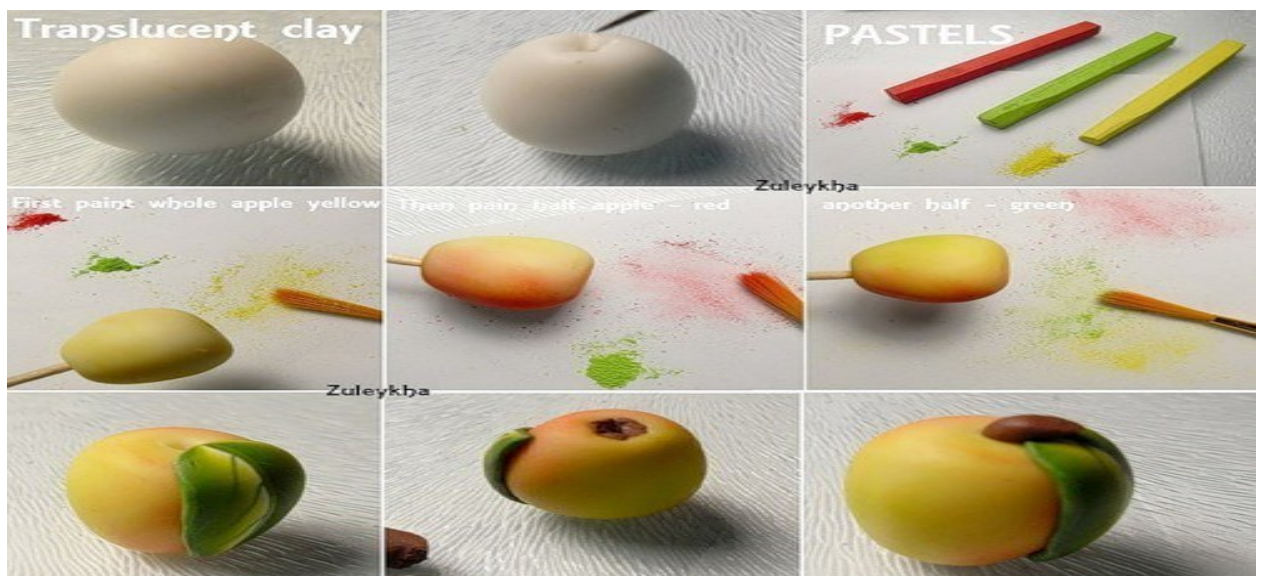 Translucent clay
PASTELS
Zuleykha
First paint whole apple yellow
Then pain half apple - red
another half - green
Zuleykha